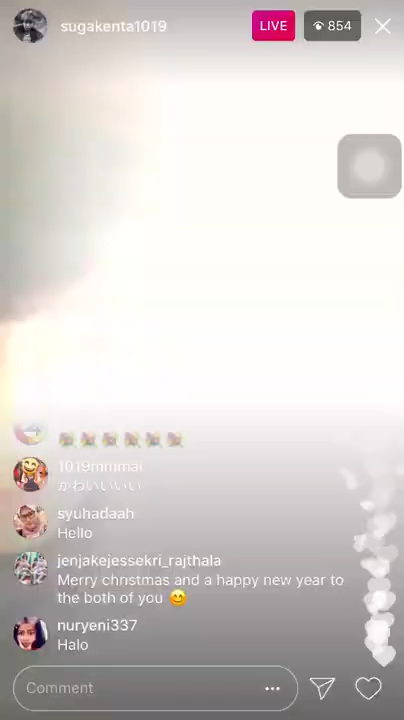 sugakenta1019
LIVE
854
1019mmmai
かわいいいい
syuhadaah
Hello
jenjakejessekri_rajthala
Merry christmas and a happy new year to
the both of you 😊
nuryeni337
Halo
Comment